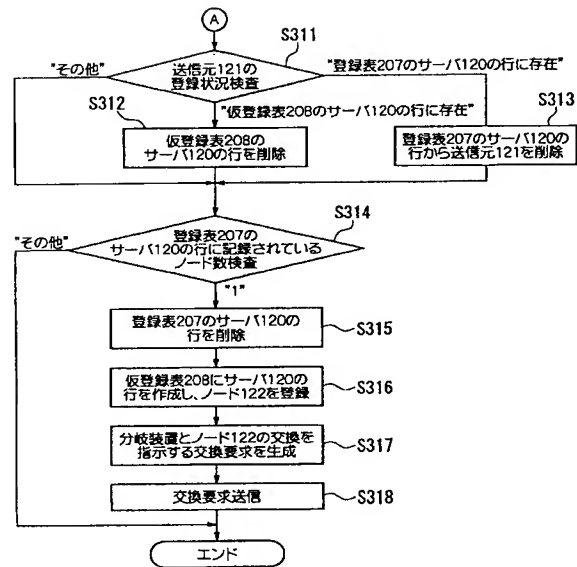 A
S311
送信元121の
登録状況検査
"その他"
"登録表207のサーバ120の行に存在"
"仮登録表208のサーバ120の行に存在"
S312
仮登録表208の
サーバ120の行を削除
S313
登録表207のサーバ120の
行から送信元121を削除
S314
登録表207の
サーバ120の行に記録されている
ノード数検査
"その他"
"1"
登録表207のサーバ120の
行を削除
S315
仮登録表208にサーバ120の
行を作成し、ノード122を登録
S316
分岐装置とノード122の交換を
指示する交換要求を生成
S317
交換要求送信
S318
エンド